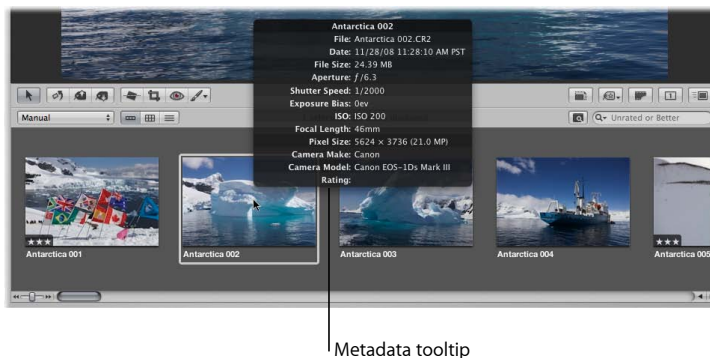 Antarctica 002
File: Antarctica 002.CR2
Date: 11/28/08 11:28:10 AM PST
File Size: 24.39 MB
Aperture: ƒ/6.3
Shutter Speed: 1/2000
Exposure Bias: 0ev
ISO: ISO 200
Focal Length: 46mm
Pixel Size: 5624 × 3736 (21.0 MP)
Camera Make: Canon
Camera Model: Canon EOS-1Ds Mark III
Rating:
Manual
Unrated or Better
Antarctica 001
Antarctica 002
Antarctica 003
Antarctica 004
Antarctica 005
Metadata tooltip